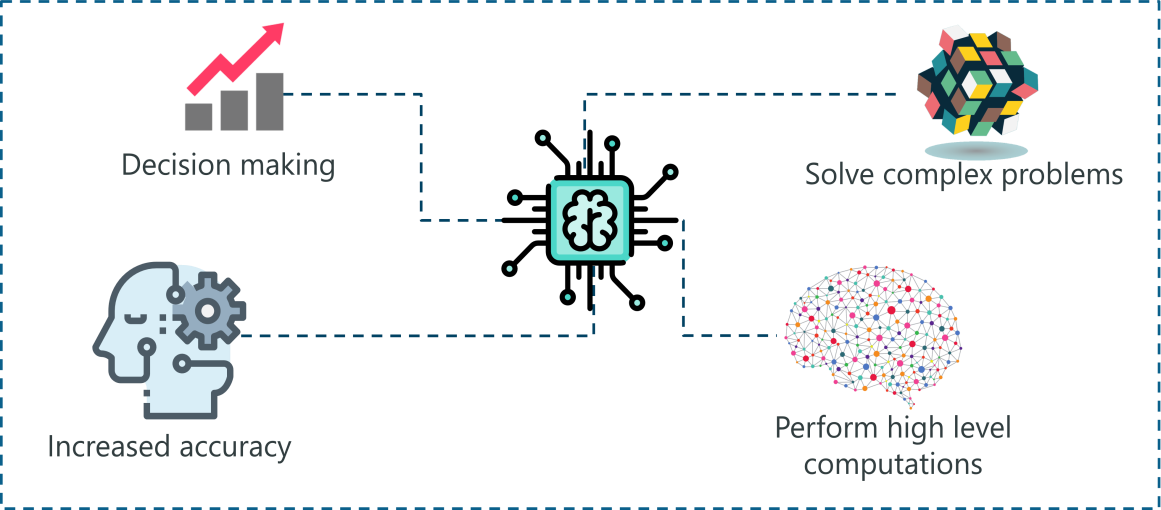 Decision making
Solve complex problems
Increased accuracy
Perform high level
computations